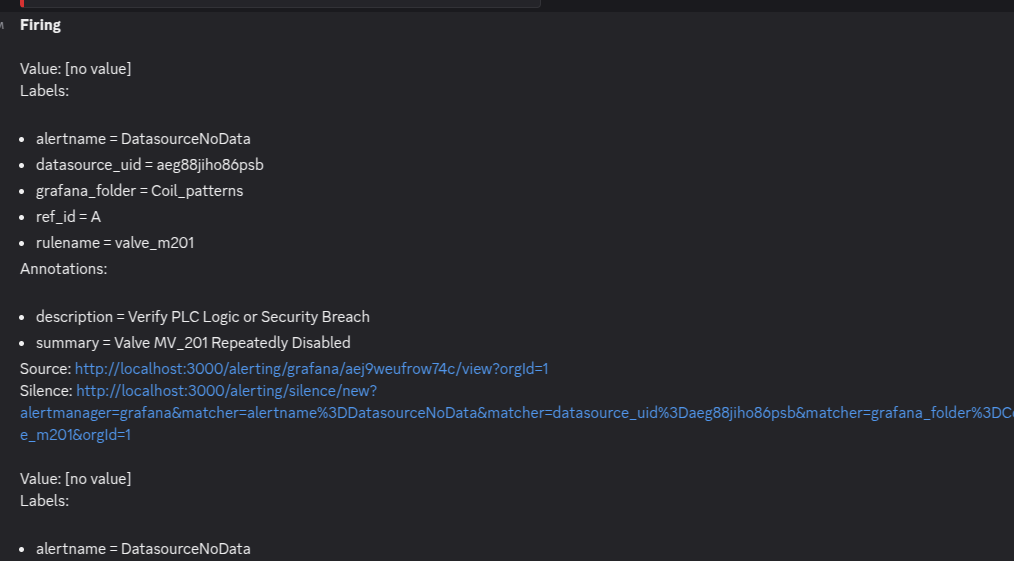 Firing
Value: [no value]
Labels:
• alertname = DatasourceNoData
• datasource_uid = aeg88jiho86psb
• grafana_folder = Coil_patterns
• ref_id = A
• rulename = valve_m201
Annotations:
• description = Verify PLC Logic or Security Breach
• summary = Valve MV_201 Repeatedly Disabled
Source: http://localhost:3000/alerting/grafana/aej9weufrow74c/view?orgId=1
Silence: http://localhost:3000/alerting/silence/new?
alertmanager=grafana&matcher=alertname%3DDatasourceNoData&matcher=datasource_uid%3Daeg88jiho86psb&matcher=grafana_folder%3DC
e_m201&orgId=1
Value: [no value]
Labels:
• alertname = DatasourceNoData